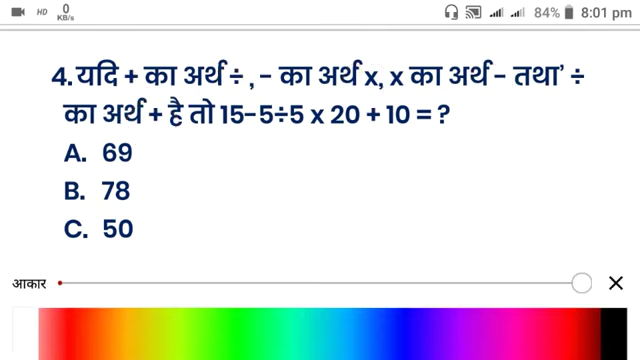 HD 0 KB/s 84% 8:01 pm
4. यदि + का अर्थ ÷ , – का अर्थ x, x का अर्थ – तथा’ ÷
का अर्थ + है तो 15–5÷5 x 20 + 10 = ?
A. 69
B. 78
C. 50
आकार